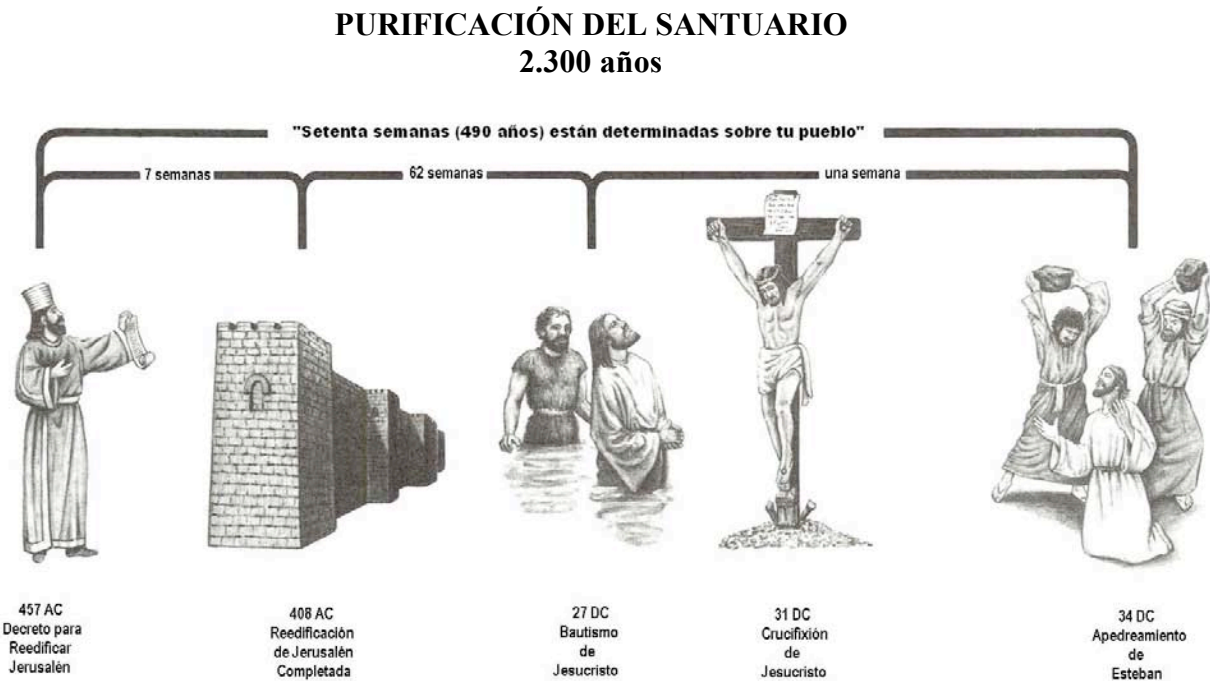 PURIFICACIÓN DEL SANTUARIO
2.300 años
"Setenta semanas (490 años) están determinadas sobre tu pueblo"
7 semanas
62 semanas
una semana
457 AC
Decreto para
Reedificar
Jerusalén
408 AC
Reedificación
de Jerusalén
Completada
27 DC
Bautismo
de
Jesucristo
31 DC
Crucifixión
de
Jesucristo
34 DC
Apedreamiento
de
Esteban